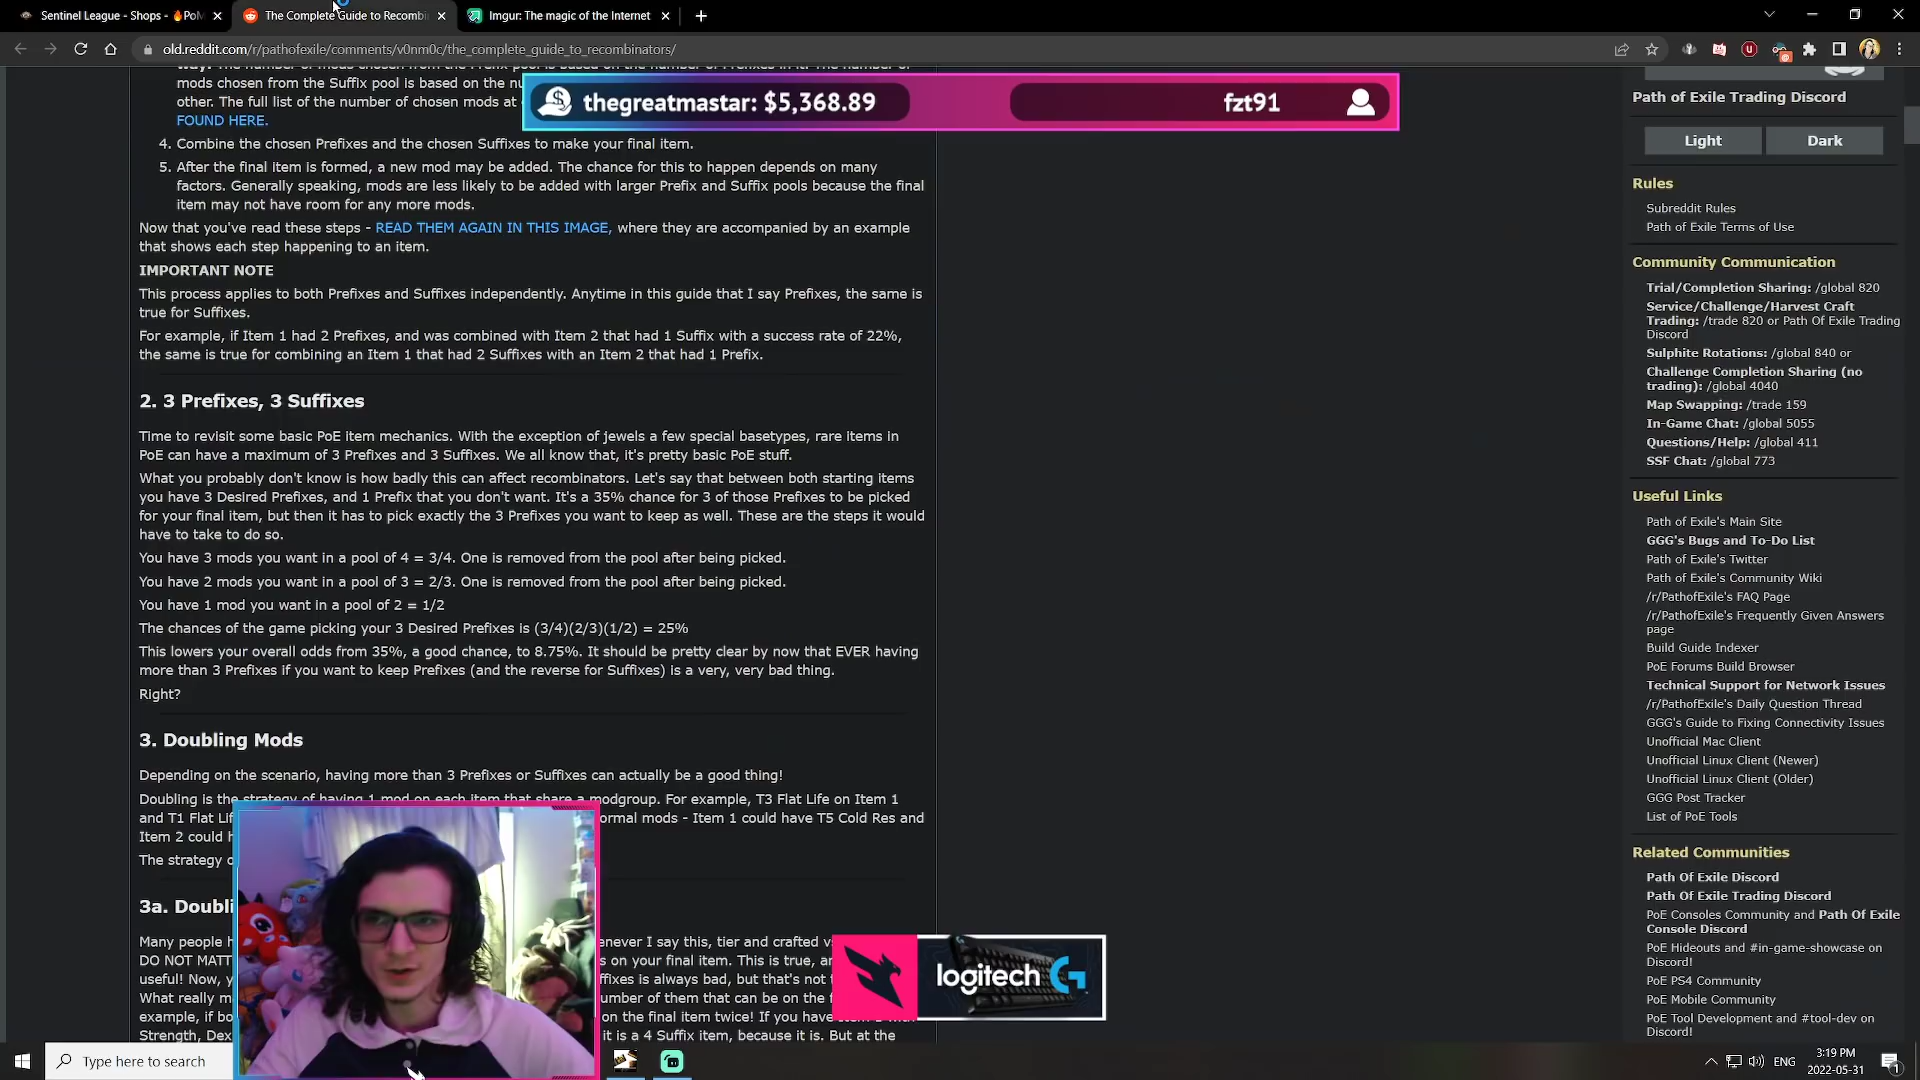 Sentinel League - Shops - 🔥PoM
The Complete Guide to Recombin
Imgur: The magic of the Internet
old.reddit.com/r/pathofexile/comments/v0nm0c/the_complete_guide_to_recombinators/
mods chosen from the Suffix pool is based on the nu
other. The full list of the number of chosen mods at
FOUND HERE.
thegreatmastar: $5,368.89
fzt91
4. Combine the chosen Prefixes and the chosen Suffixes to make your final item.
5. After the final item is formed, a new mod may be added. The chance for this to happen depends on many
factors. Generally speaking, mods are less likely to be added with larger Prefix and Suffix pools because the final
item may not have room for any more mods.
Now that you've read these steps - READ THEM AGAIN IN THIS IMAGE, where they are accompanied by an example
that shows each step happening to an item.
IMPORTANT NOTE
This process applies to both Prefixes and Suffixes independently. Anytime in this guide that I say Prefixes, the same is
true for Suffixes.
For example, if Item 1 had 2 Prefixes, and was combined with Item 2 that had 1 Suffix with a success rate of 22%,
the same is true for combining an Item 1 that had 2 Suffixes with an Item 2 that had 1 Prefix.
2. 3 Prefixes, 3 Suffixes
Time to revisit some basic PoE item mechanics. With the exception of jewels a few special basetypes, rare items in
PoE can have a maximum of 3 Prefixes and 3 Suffixes. We all know that, it's pretty basic PoE stuff.
What you probably don't know is how badly this can affect recombinators. Let's say that between both starting items
you have 3 Desired Prefixes, and 1 Prefix that you don't want. It's a 35% chance for 3 of those Prefixes to be picked
for your final item, but then it has to pick exactly the 3 Prefixes you want to keep as well. These are the steps it would
have to take to do so.
You have 3 mods you want in a pool of 4 = 3/4. One is removed from the pool after being picked.
You have 2 mods you want in a pool of 3 = 2/3. One is removed from the pool after being picked.
You have 1 mod you want in a pool of 2 = 1/2
The chances of the game picking your 3 Desired Prefixes is (3/4)(2/3)(1/2) = 25%
This lowers your overall odds from 35%, a good chance, to 8.75%. It should be pretty clear by now that EVER having
more than 3 Prefixes if you want to keep Prefixes (and the reverse for Suffixes) is a very, very bad thing.
Right?
3. Doubling Mods
Depending on the scenario, having more than 3 Prefixes or Suffixes can actually be a good thing!
Doubling is the strategy of having 1 mod on each item that share a modgroup. For example, T3 Flat Life on Item 1
and T1 Flat Lif ormal mods - Item 1 could have T5 Cold Res and
Item 2 could h
The strategy o
3a. Doubli
Many people h enever I say this, tier and crafted v
DO NOT MATT s on your final item. This is true, an
useful! Now, y ffixes is always bad, but that's not
What really m umber of them that can be on the f
example, if bo on the final item twice! If you have
Strength, Dex it is a 4 Suffix item, because it is. But at the
logitech G
Path of Exile Trading Discord
Light
Dark
Rules
Subreddit Rules
Path of Exile Terms of Use
Community Communication
Trial/Completion Sharing: /global 820
Service/Challenge/Harvest Craft
Trading: /trade 820 or Path Of Exile Trading
Discord
Sulphite Rotations: /global 840 or
Challenge Completion Sharing (no
trading): /global 4040
Map Swapping: /trade 159
In-Game Chat: /global 5055
Questions/Help: /global 411
SSF Chat: /global 773
Useful Links
Path of Exile's Main Site
GGG's Bugs and To-Do List
Path of Exile's Twitter
Path of Exile's Community Wiki
/r/PathofExile's FAQ Page
/r/PathofExile's Frequently Given Answers
page
Build Guide Indexer
PoE Forums Build Browser
Technical Support for Network Issues
/r/PathofExile's Daily Question Thread
GGG's Guide to Fixing Connectivity Issues
Unofficial Mac Client
Unofficial Linux Client (Newer)
Unofficial Linux Client (Older)
GGG Post Tracker
List of PoE Tools
Related Communities
Path Of Exile Discord
Path Of Exile Trading Discord
PoE Consoles Community and Path Of Exile
Console Discord
PoE Hideouts and #in-game-showcase on
Discord!
PoE PS4 Community
PoE Mobile Community
PoE Tool Development and #tool-dev on
Discord!
Type here to search
ENG
3:19 PM
2022-05-31
1